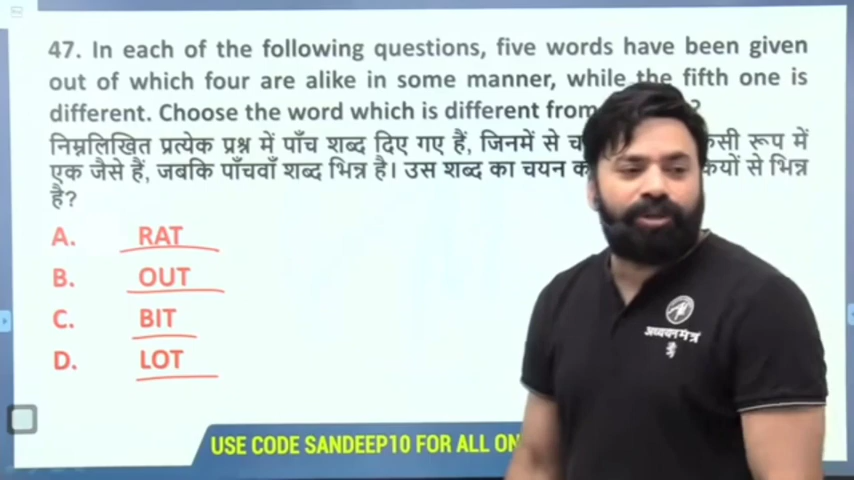 47. In each of the following questions, five words have been given
out of which four are alike in some manner, while the fifth one is
different. Choose the word which is different from ?
निम्नलिखित प्रत्येक प्रश्न में पाँच शब्द दिए गए हैं, जिनमें से रूप में
एक जैसे हैं, जबकि पाँचवाँ शब्द भिन्न है। उस शब्द का चयन से भिन्न
है?
A. RAT
B. OUT
C. BIT
D. LOT
अध्ययन मंत्र
USE CODE SANDEEP10 FOR ALL